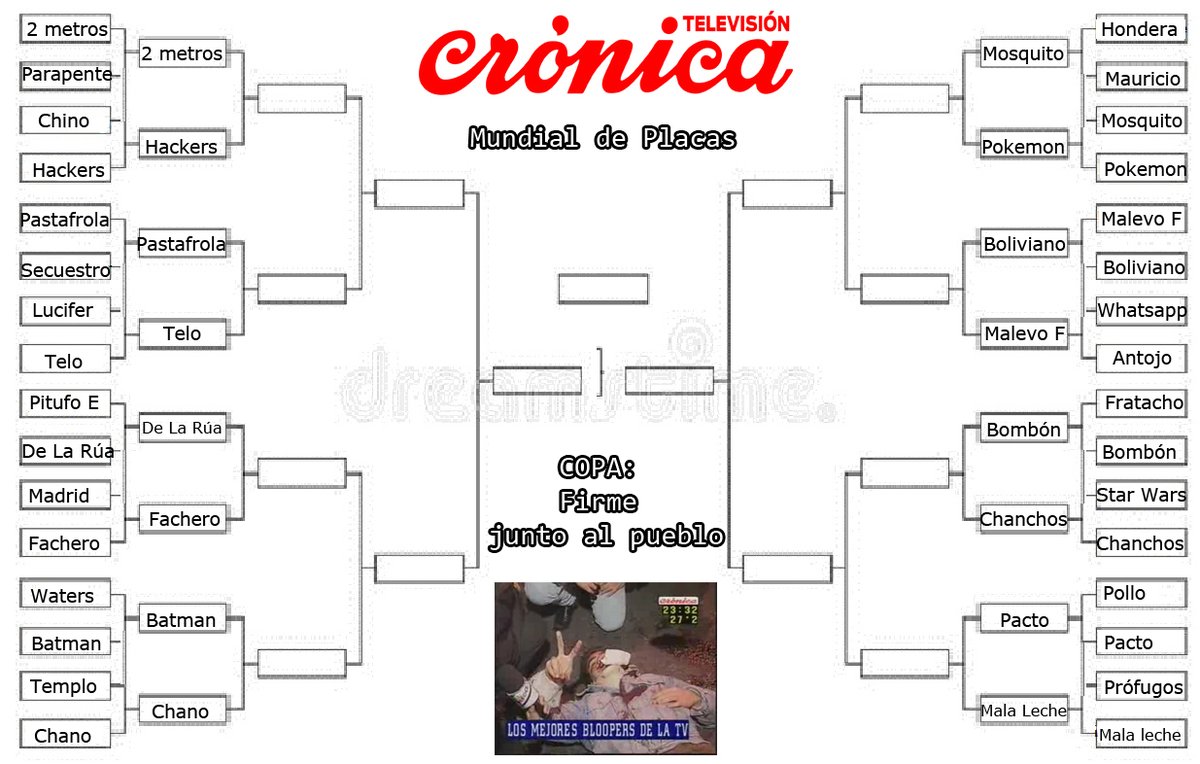 TELEVISIÓN
crónica
Mundial de Placas
2 metros
Parapente
Chino
Hackers
Pastafrola
Secuestro
Lucifer
Telo
Pitufo E
De La Rúa
Madrid
Fachero
Waters
Batman
Templo
Chano
2 metros
Hackers
Pastafrola
Telo
De La Rúa
Fachero
Batman
Chano
Mosquito
Pokemon
Boliviano
Malevo F
Bombón
Chanchos
Pacto
Mala Leche
Hondera
Mauricio
Mosquito
Pokemon
Malevo F
Boliviano
Whatsapp
Antojo
Fratacho
Bombón
Star Wars
Chanchos
Pollo
Pacto
Prófugos
Mala leche
dreamstime.
COPA:
Firme
junto al pueblo
crónica
23:32
27'2
LOS MEJORES BLOOPERS DE LA TV